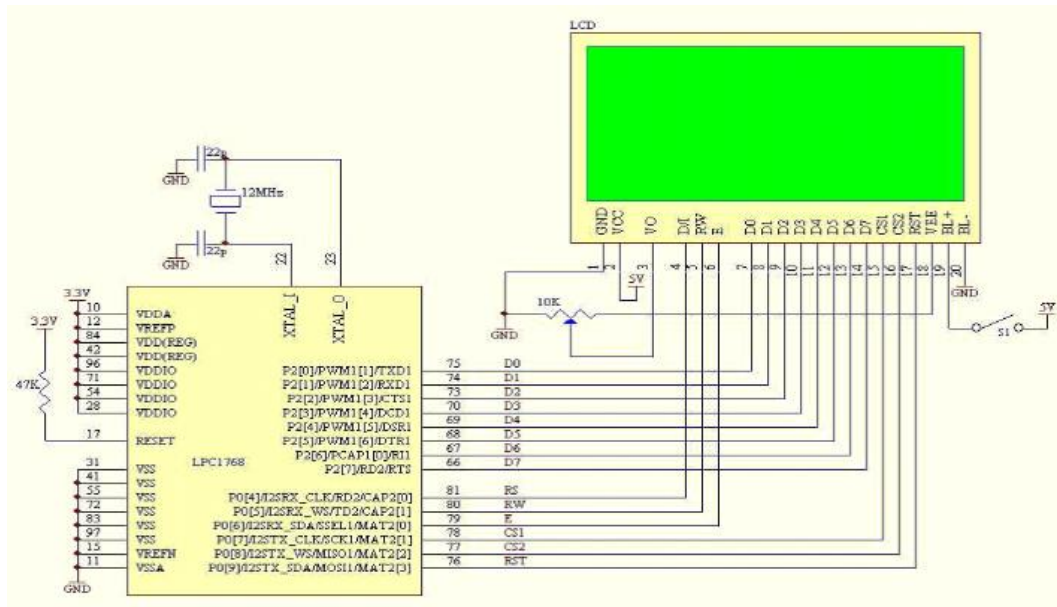 LCD
GND VCC VO D/I RW E D0 D1 D2 D3 D4 D5 D6 D7 CS1 CS2 RST VEE BL+ BL-
1 2 3 4 5 6 7 8 9 10 11 12 13 14 15 16 17 18 19 20
5V
GND
10K
GND
S1
5V
22p
GND
12MHz
22p
GND
22 23
XTAL_I XTAL_O
3.3V
3.3V
47K
10 VDDA
12 VREFP
84 VDD(REG)
42 VDD(REG)
96 VDDIO
71 VDDIO
54 VDDIO
28 VDDIO
17 RESET
LPC1768
31 VSS
41 VSS
55 VSS
72 VSS
83 VSS
97 VSS
15 VREFN
11 VSSA
GND
P2[0]/PWM1[1]/TXD1 75 D0
P2[1]/PWM1[2]/RXD1 74 D1
P2[2]/PWM1[3]/CTS1 73 D2
P2[3]/PWM1[4]/DCD1 70 D3
P2[4]/PWM1[5]/DSR1 69 D4
P2[5]/PWM1[6]/DTR1 68 D5
P2[6]/PCAP1[0]/RI1 67 D6
P2[7]/RD2/RTS 66 D7
P0[4]/I2SRX_CLK/RD2/CAP2[0] 81 RS
P0[5]/I2SRX_WS/TD2/CAP2[1] 80 RW
P0[6]/I2SRX_SDA/SSEL1/MAT2[0] 79 E
P0[7]/I2STX_CLK/SCK1/MAT2[1] 78 CS1
P0[8]/I2STX_WS/MISO1/MAT2[2] 77 CS2
P0[9]/I2STX_SDA/MOSI1/MAT2[3] 76 RST